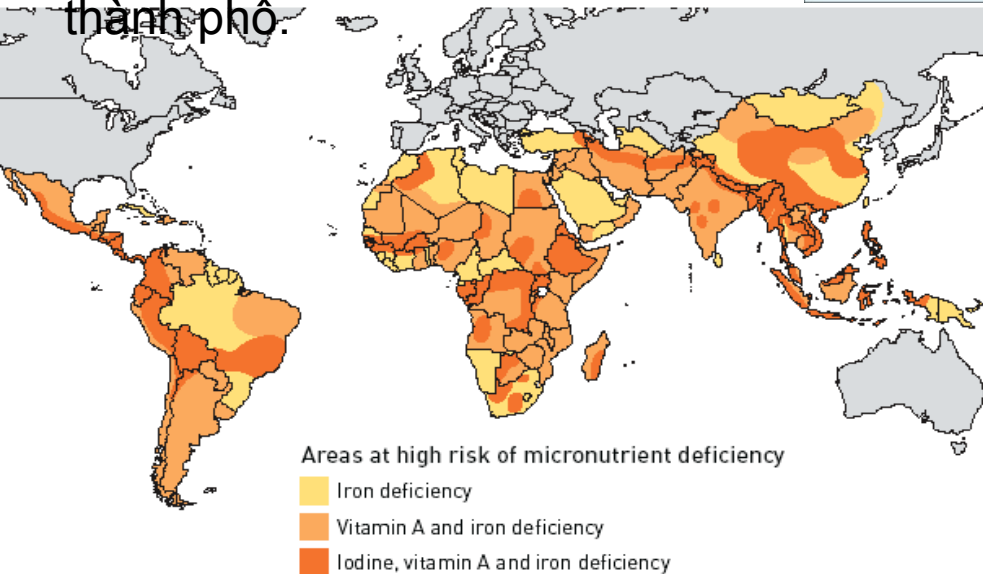 thành phố.
Areas at high risk of micronutrient deficiency
Iron deficiency
Vitamin A and iron deficiency
Iodine, vitamin A and iron deficiency